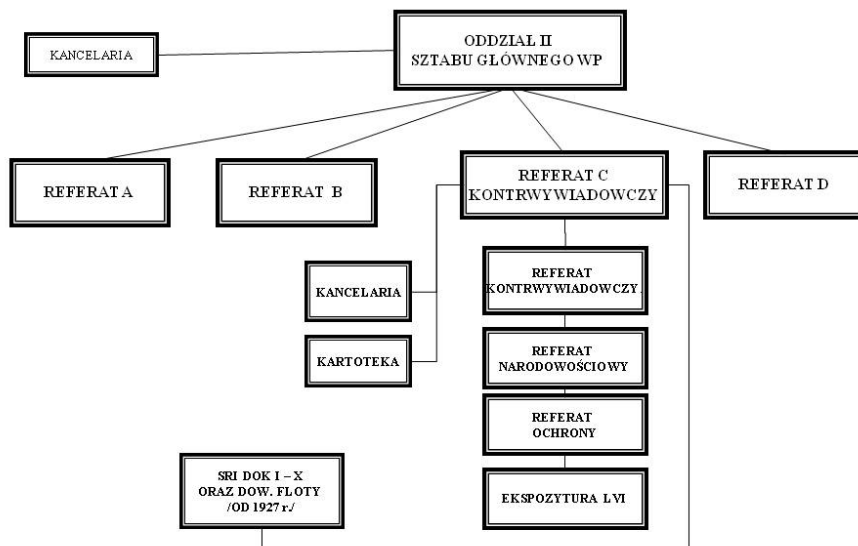 KANCELARIA
ODDZIAŁ II
SZTABU GŁÓWNEGO WP
REFERAT A
REFERAT B
REFERAT C
KONTRWYWIADOWCZY
REFERAT D
KANCELARIA
REFERAT
KONTRWYWIADOWCZY
KARTOTEKA
REFERAT
NARODOWOŚCIOWY
REFERAT
OCHRONY
SRI DOK I – X
ORAZ DOW. FLOTY
/OD 1927 r./
EKSPOZYTURA LVI